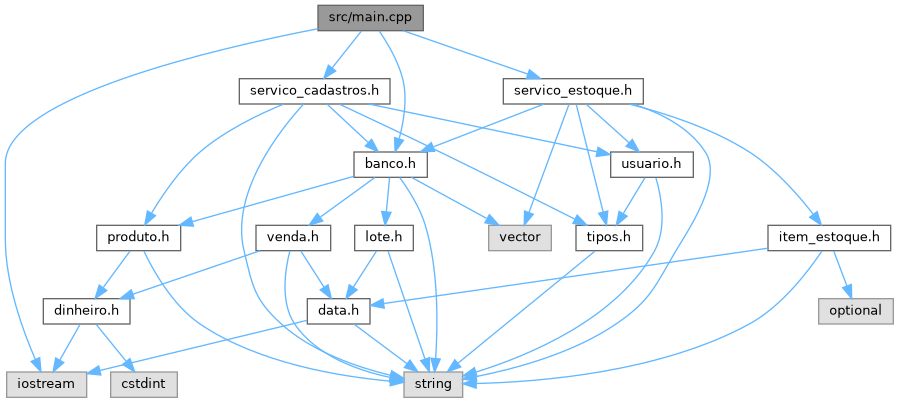 src/main.cpp
servico_cadastros.h
servico_estoque.h
banco.h
usuario.h
produto.h
venda.h
lote.h
vector
tipos.h
item_estoque.h
dinheiro.h
data.h
optional
iostream
cstdint
string